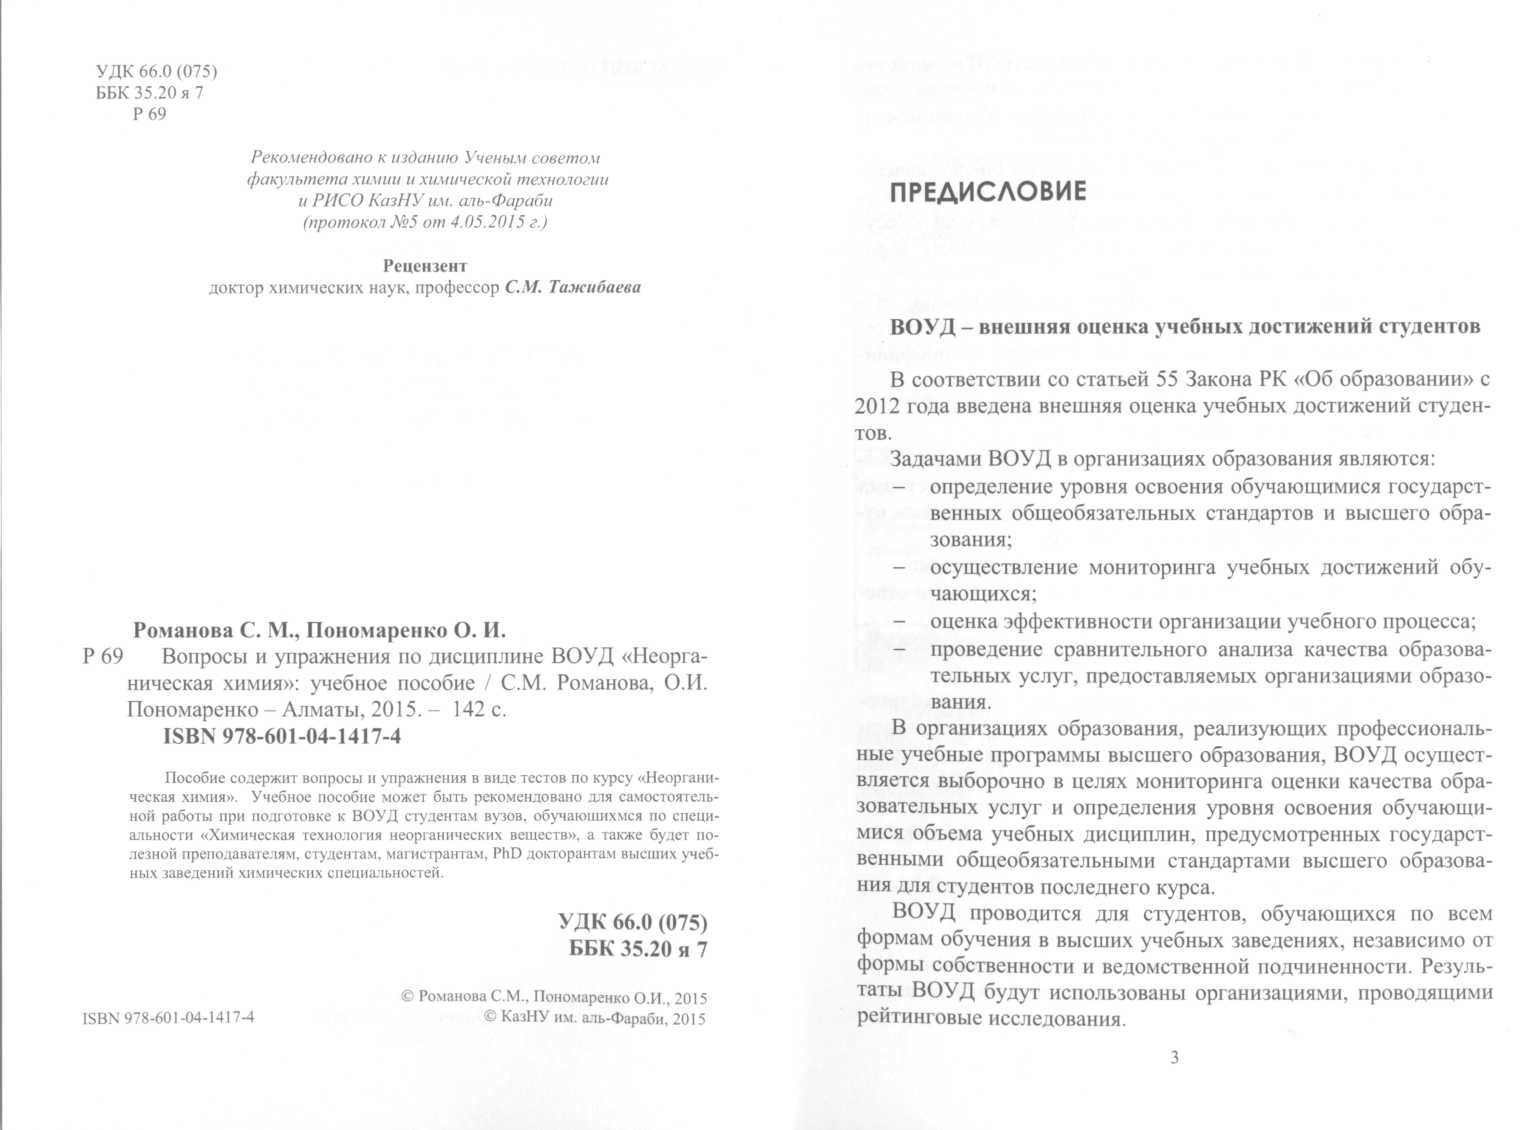 УДК 66.0 (075)
ББК 35.20 я 7
Р 69
Рекомендовано к изданию Ученым советом
факультета химии и химической технологии
и РИСО КазНУ им. аль-Фараби
(протокол №5 от 4.05.2015 г.)
Рецензент
доктор химических наук, профессор С.М. Тажибаева
Романова С. М., Пономаренко О. И.
Р 69 Вопросы и упражнения по дисциплине ВОУД «Неорга-
ническая химия»: учебное пособие / С.М. Романова, О.И.
Пономаренко – Алматы, 2015. – 142 с.
ISBN 978-601-04-1417-4
Пособие содержит вопросы и упражнения в виде тестов по курсу «Неоргани-
ческая химия». Учебное пособие может быть рекомендовано для самостоятель-
ной работы при подготовке к ВОУД студентам вузов, обучающихмся по специ-
альности «Химическая технология неорганических веществ», а также будет по-
лезной преподавателям, студентам, магистрантам, PhD докторантам высших учеб-
ных заведений химических специальностей.
УДК 66.0 (075)
ББК 35.20 я 7
© Романова С.М., Пономаренко О.И., 2015
ISBN 978-601-04-1417-4 © КазНУ им. аль-Фараби, 2015
ПРЕДИСЛОВИЕ
ВОУД – внешняя оценка учебных достижений студентов
В соответствии со статьей 55 Закона РК «Об образовании» с
2012 года введена внешняя оценка учебных достижений студен-
тов.
Задачами ВОУД в организациях образования являются:
– определение уровня освоения обучающимися государст-
венных общеобязательных стандартов и высшего обра-
зования;
– осуществление мониторинга учебных достижений обу-
чающихся;
– оценка эффективности организации учебного процесса;
– проведение сравнительного анализа качества образова-
тельных услуг, предоставляемых организациями образо-
вания.
В организациях образования, реализующих профессиональ-
ные учебные программы высшего образования, ВОУД осущест-
вляется выборочно в целях мониторинга оценки качества обра-
зовательных услуг и определения уровня освоения обучающи-
мися объема учебных дисциплин, предусмотренных государст-
венными общеобязательными стандартами высшего образова-
ния для студентов последнего курса.
ВОУД проводится для студентов, обучающихся по всем
формам обучения в высших учебных заведениях, независимо от
формы собственности и ведомственной подчиненности. Резуль-
таты ВОУД будут использованы организациями, проводящими
рейтинговые исследования.
3